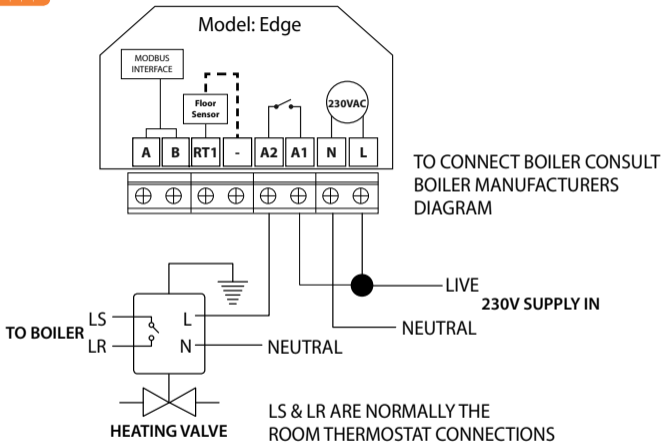 Model: Edge
MODBUS
INTERFACE
Floor
Sensor
230VAC
A B RT1 - A2 A1 N L
TO CONNECT BOILER CONSULT
BOILER MANUFACTURERS
DIAGRAM
LIVE
230V SUPPLY IN
NEUTRAL
TO BOILER
LS
LR
L
N
NEUTRAL
HEATING VALVE
LS & LR ARE NORMALLY THE
ROOM THERMOSTAT CONNECTIONS